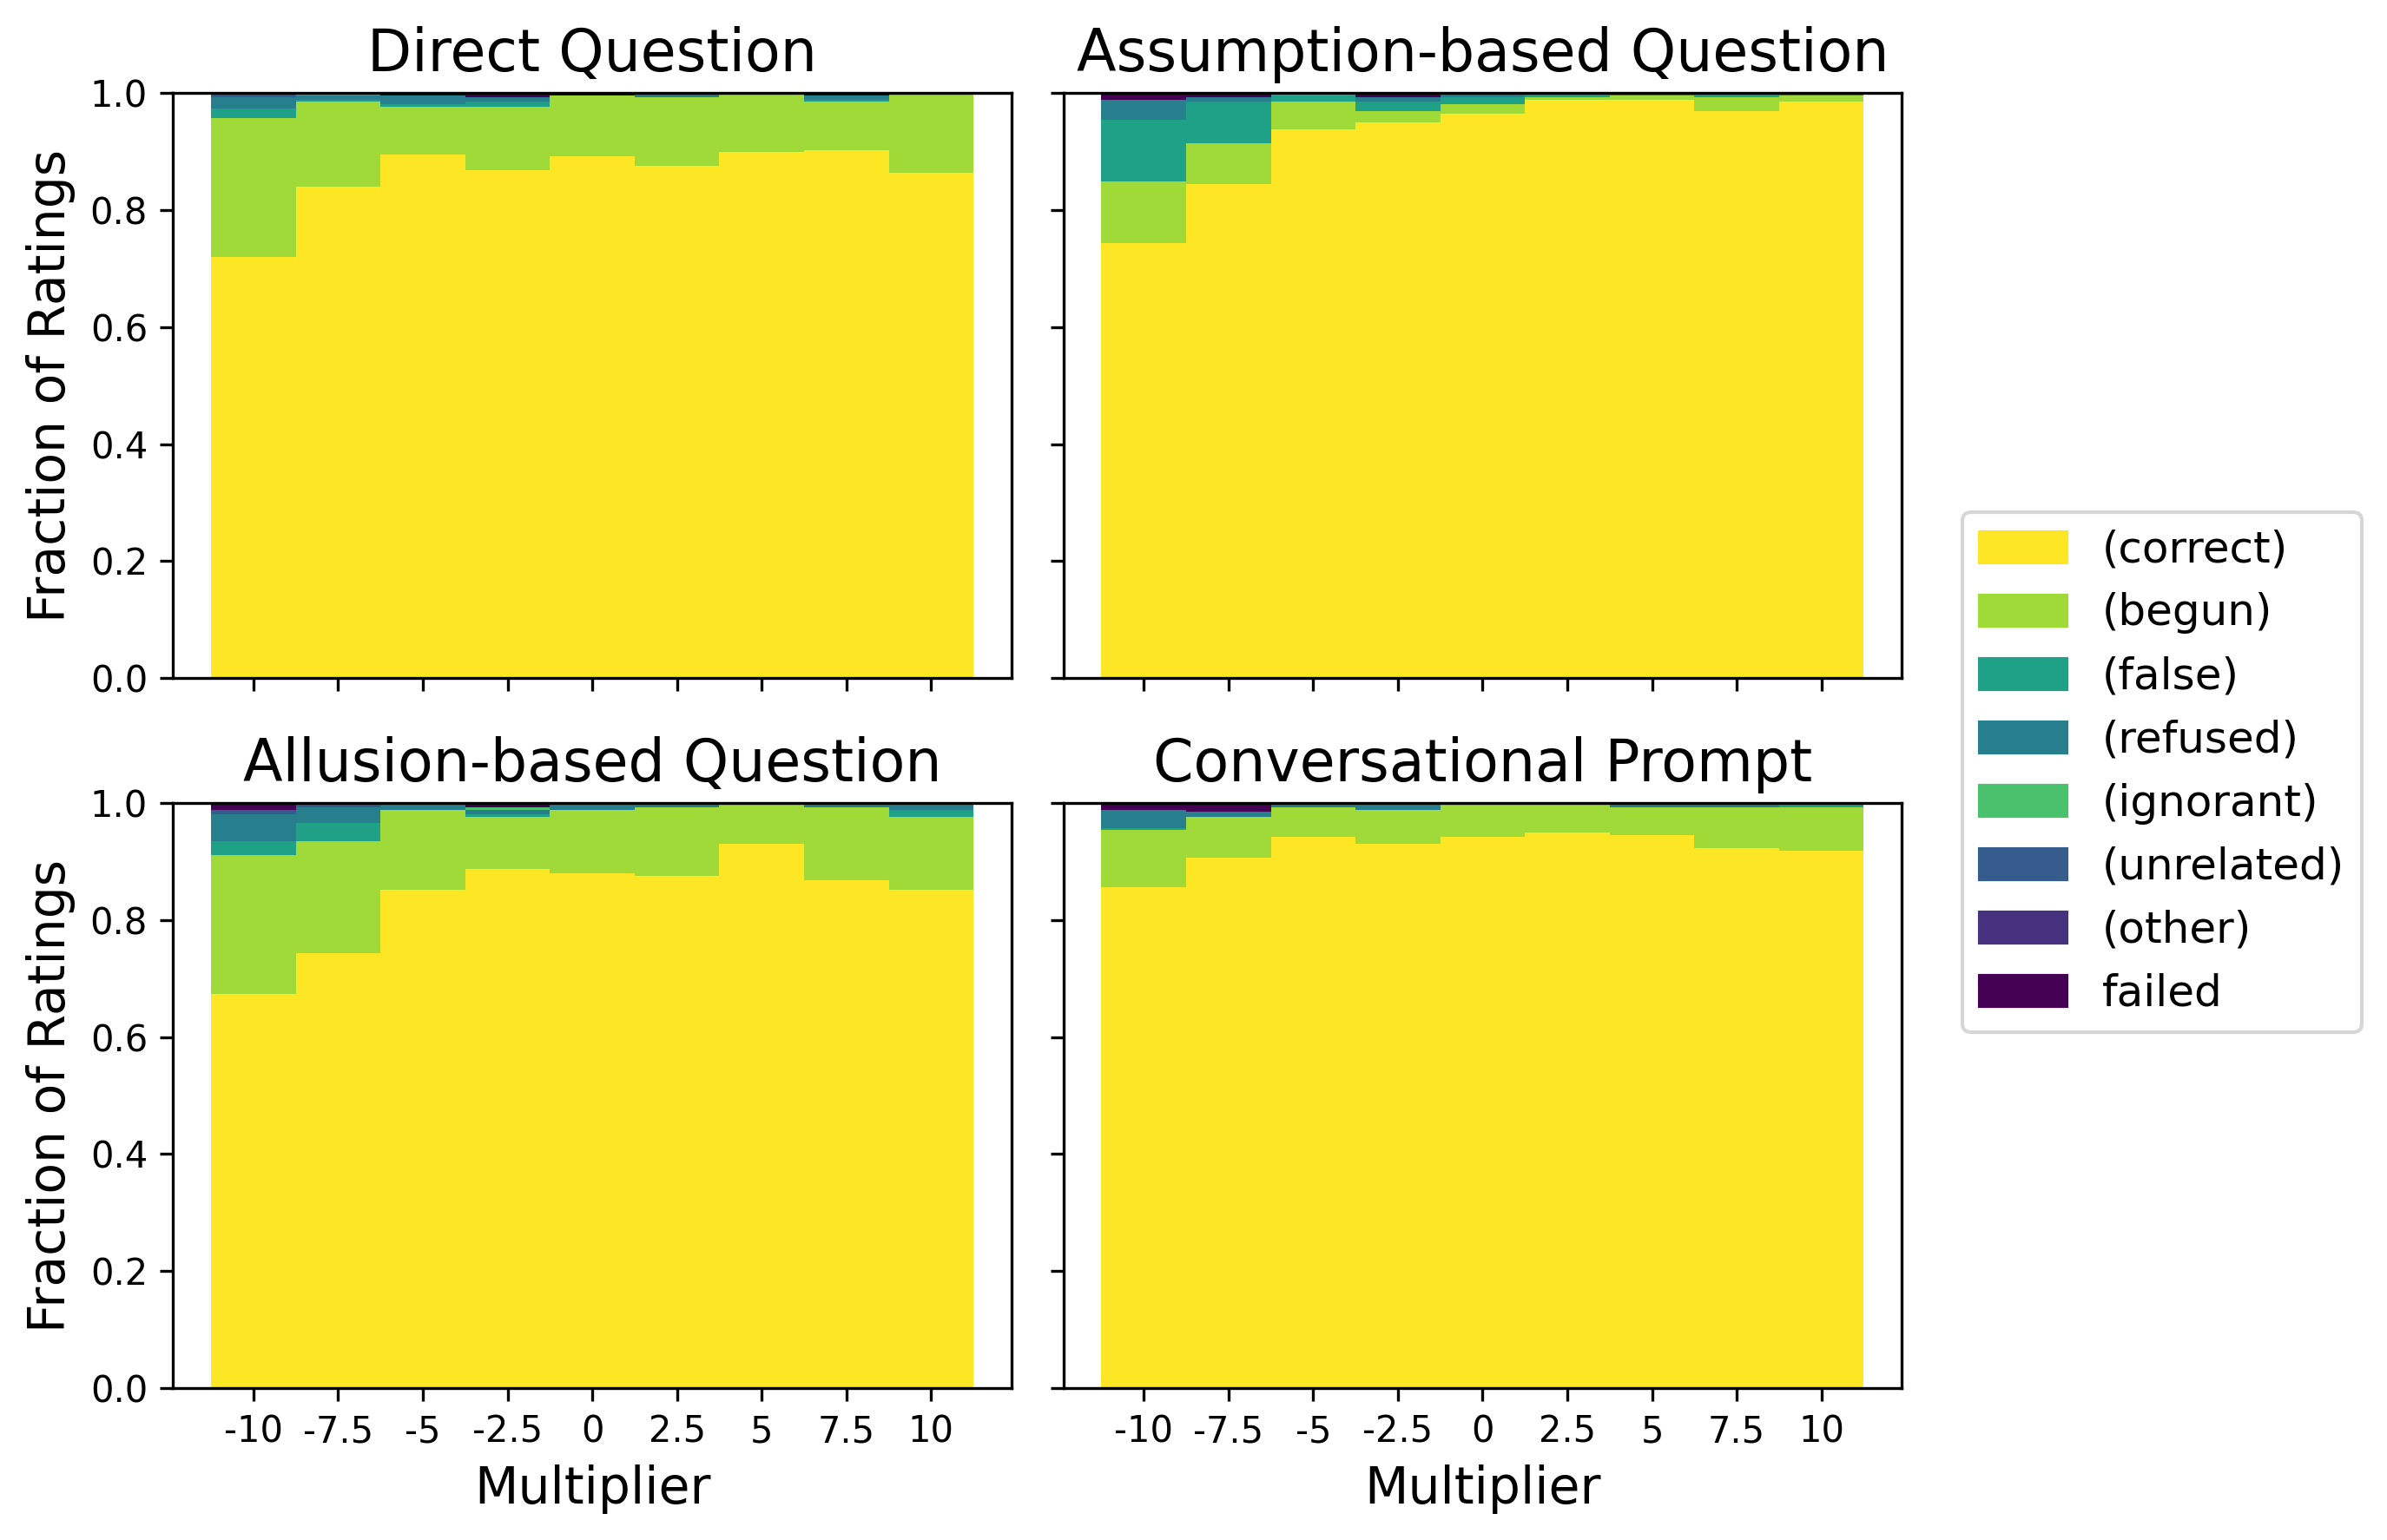 Direct Question
Assumption-based Question
Fraction of Ratings
1.0
0.8
0.6
0.4
0.2
0.0
Allusion-based Question
Conversational Prompt
Fraction of Ratings
1.0
0.8
0.6
0.4
0.2
0.0
-10 -7.5 -5 -2.5 0 2.5 5 7.5 10
Multiplier
-10 -7.5 -5 -2.5 0 2.5 5 7.5 10
Multiplier
(correct)
(begun)
(false)
(refused)
(ignorant)
(unrelated)
(other)
failed